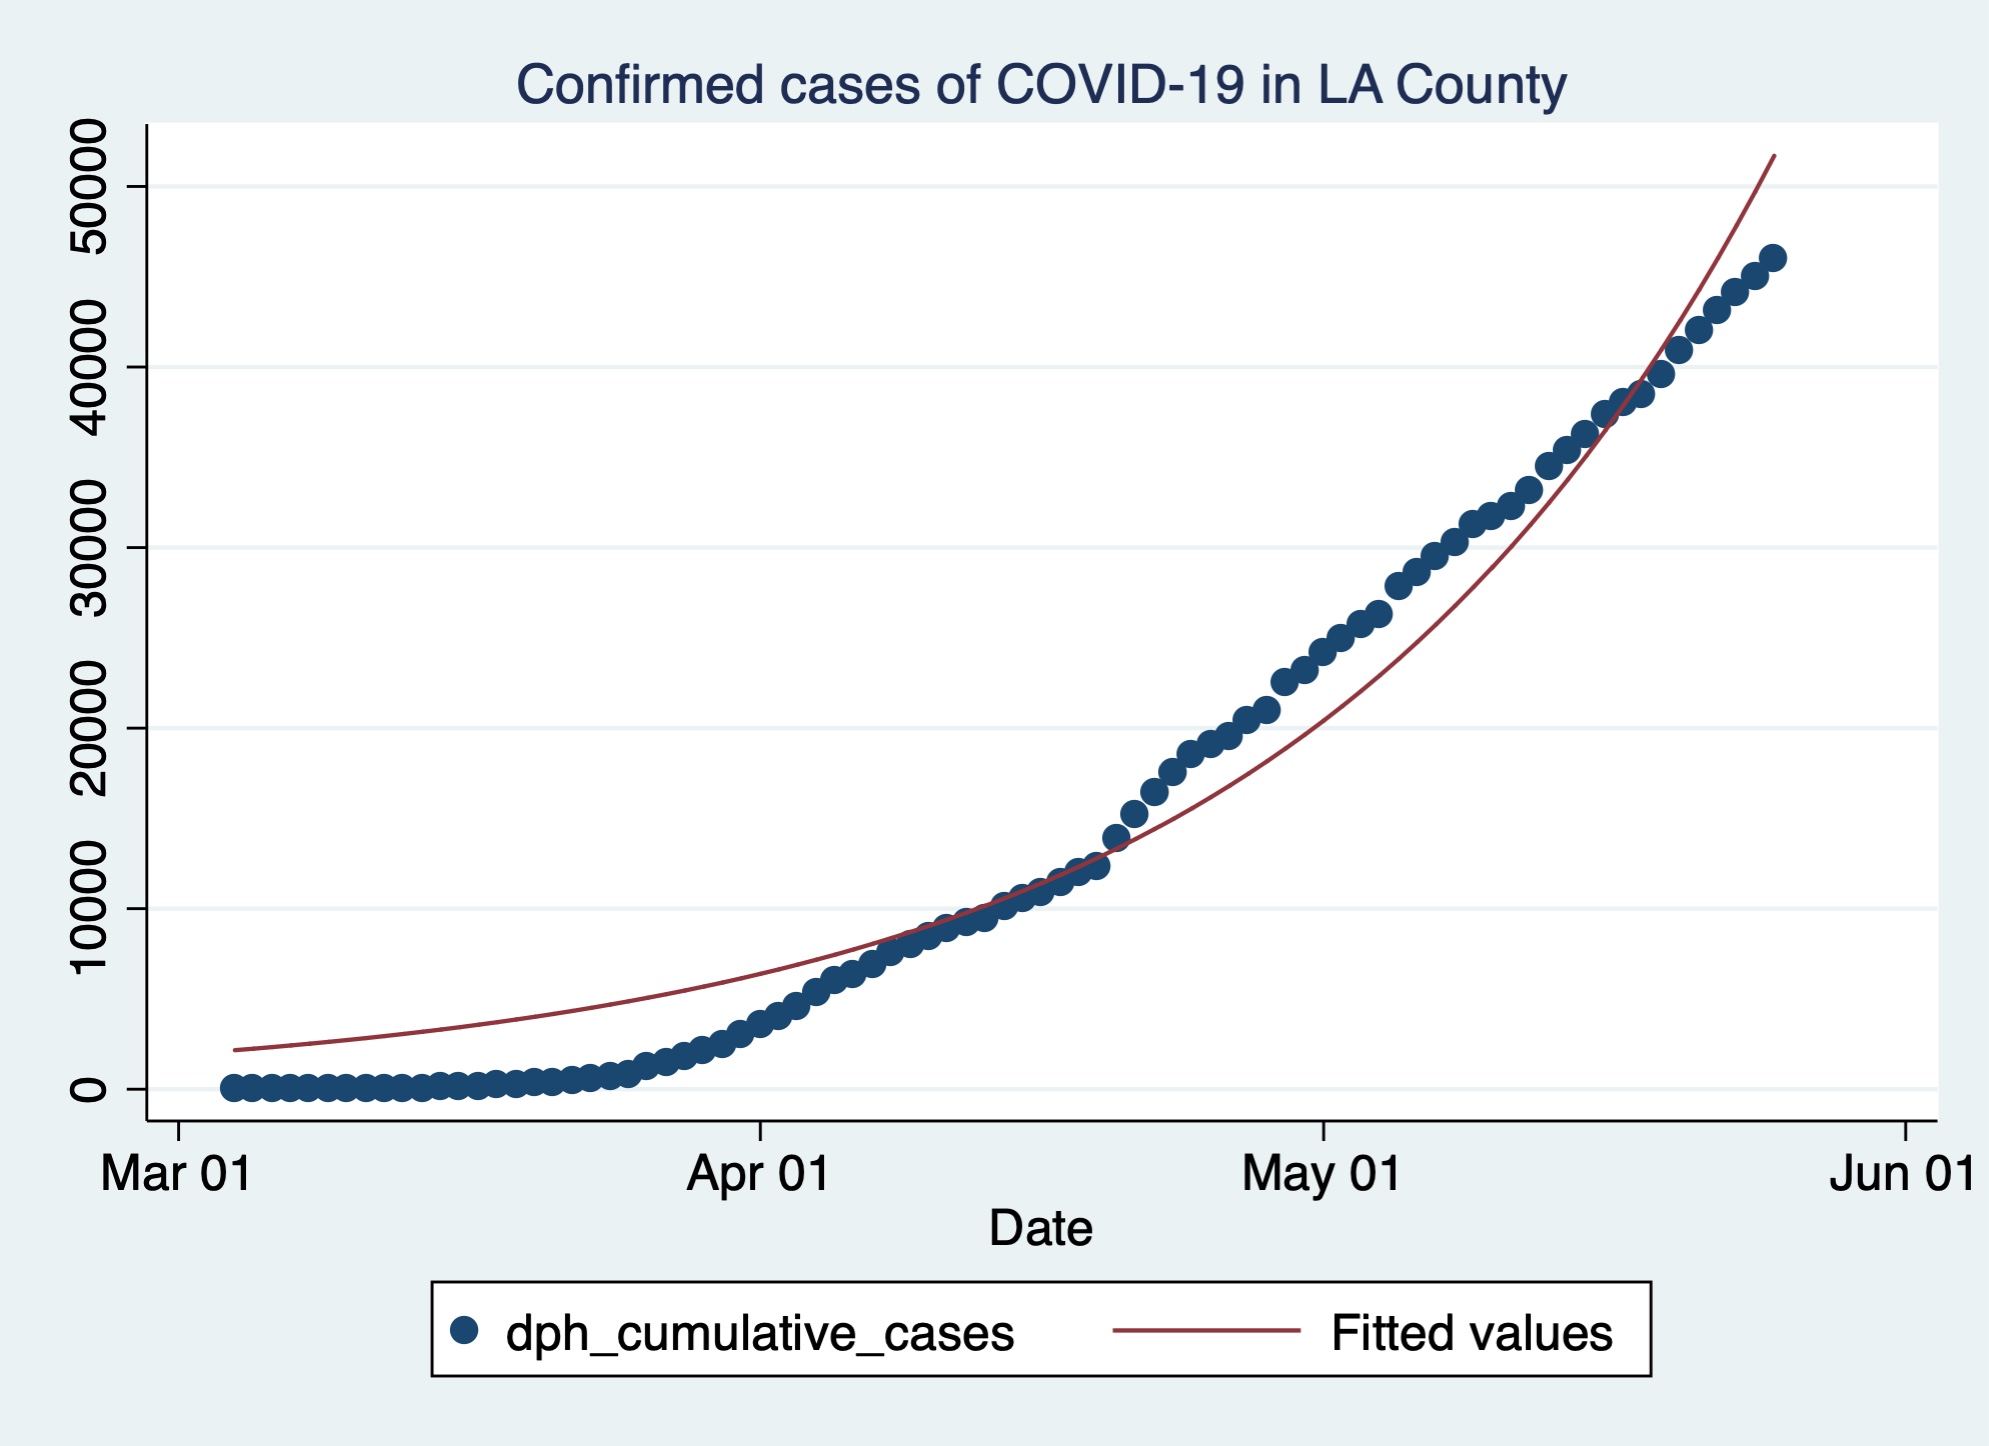 Confirmed cases of COVID-19 in LA County
50000
40000
30000
20000
10000
0
Mar 01 Apr 01 May 01 Jun 01
Date
dph_cumulative_cases Fitted values